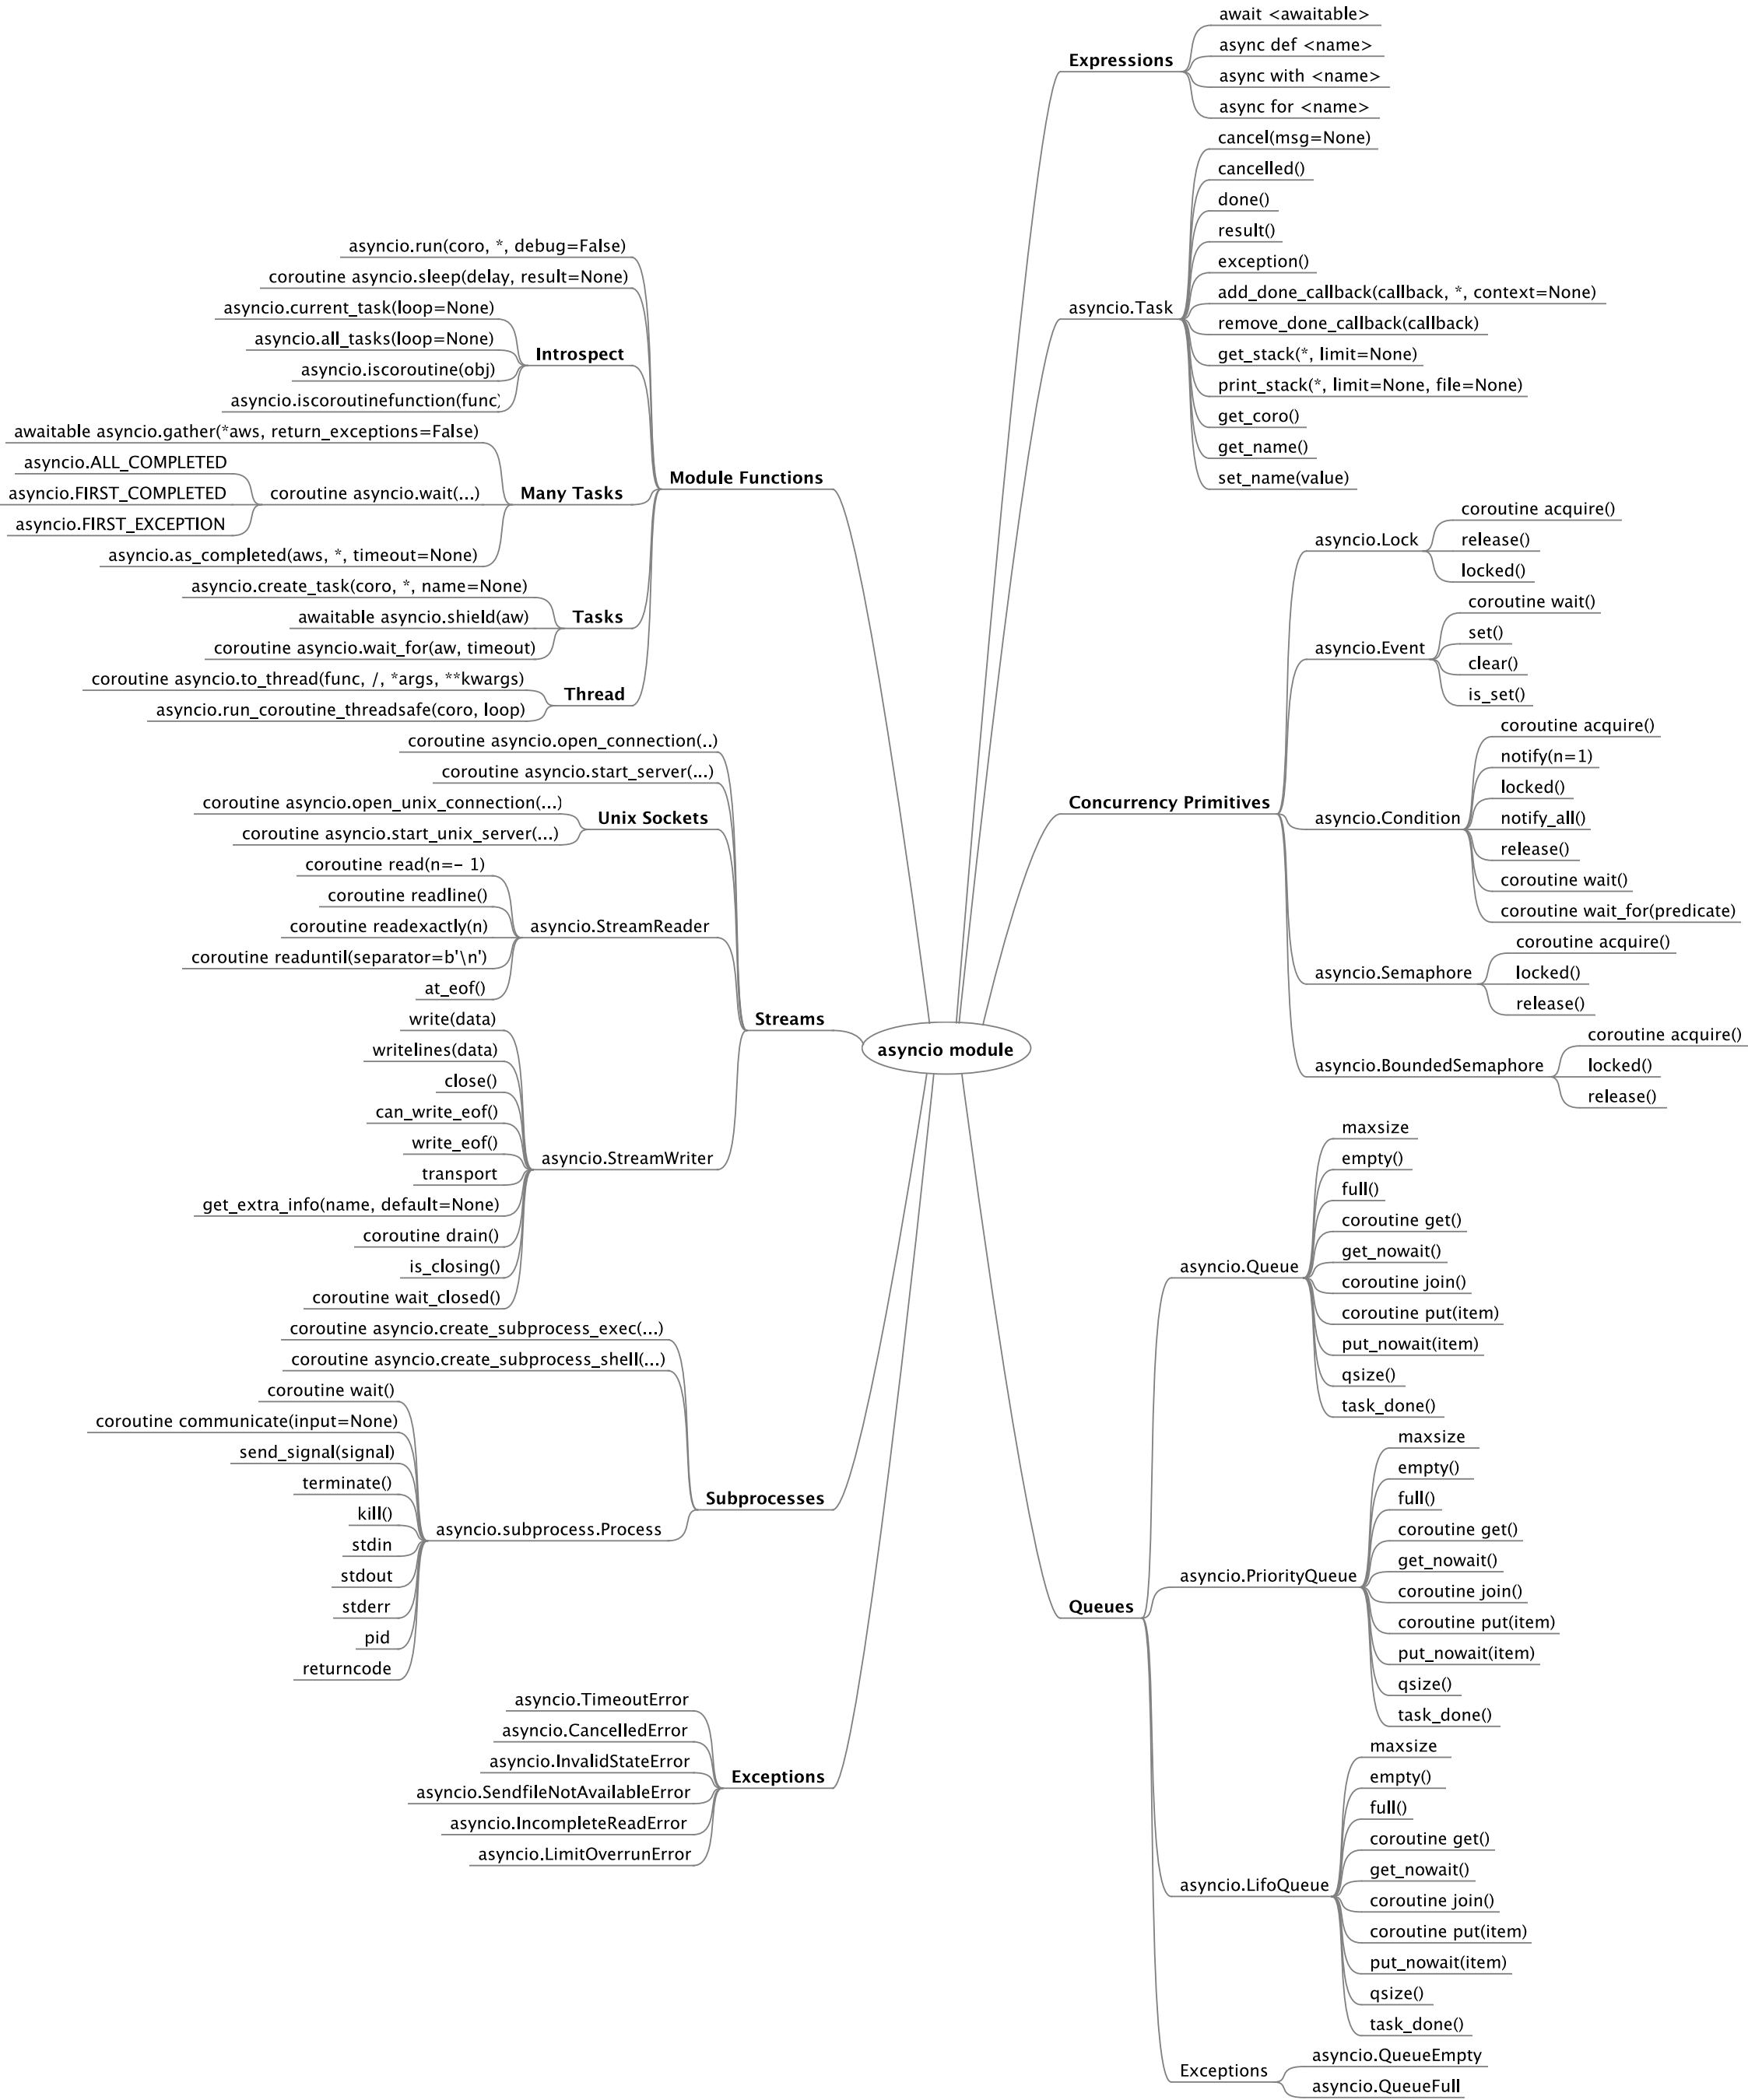 asyncio module
Expressions
await <awaitable>
async def <name>
async with <name>
async for <name>
asyncio.Task
cancel(msg=None)
cancelled()
done()
result()
exception()
add_done_callback(callback, *, context=None)
remove_done_callback(callback)
get_stack(*, limit=None)
print_stack(*, limit=None, file=None)
get_coro()
get_name()
set_name(value)
Concurrency Primitives
asyncio.Lock
coroutine acquire()
release()
locked()
asyncio.Event
coroutine wait()
set()
clear()
is_set()
asyncio.Condition
coroutine acquire()
notify(n=1)
locked()
notify_all()
release()
coroutine wait()
coroutine wait_for(predicate)
asyncio.Semaphore
coroutine acquire()
locked()
release()
asyncio.BoundedSemaphore
coroutine acquire()
locked()
release()
Queues
asyncio.Queue
maxsize
empty()
full()
coroutine get()
get_nowait()
coroutine join()
coroutine put(item)
put_nowait(item)
qsize()
task_done()
asyncio.PriorityQueue
maxsize
empty()
full()
coroutine get()
get_nowait()
coroutine join()
coroutine put(item)
put_nowait(item)
qsize()
task_done()
asyncio.LifoQueue
maxsize
empty()
full()
coroutine get()
get_nowait()
coroutine join()
coroutine put(item)
put_nowait(item)
qsize()
task_done()
Exceptions
asyncio.QueueEmpty
asyncio.QueueFull
Module Functions
asyncio.run(coro, *, debug=False)
coroutine asyncio.sleep(delay, result=None)
Introspect
asyncio.current_task(loop=None)
asyncio.all_tasks(loop=None)
asyncio.iscoroutine(obj)
asyncio.iscoroutinefunction(func)
Many Tasks
awaitable asyncio.gather(*aws, return_exceptions=False)
coroutine asyncio.wait(...)
asyncio.ALL_COMPLETED
asyncio.FIRST_COMPLETED
asyncio.FIRST_EXCEPTION
asyncio.as_completed(aws, *, timeout=None)
Tasks
asyncio.create_task(coro, *, name=None)
awaitable asyncio.shield(aw)
coroutine asyncio.wait_for(aw, timeout)
Thread
coroutine asyncio.to_thread(func, /, *args, **kwargs)
asyncio.run_coroutine_threadsafe(coro, loop)
Streams
coroutine asyncio.open_connection(..)
coroutine asyncio.start_server(...)
Unix Sockets
coroutine asyncio.open_unix_connection(...)
coroutine asyncio.start_unix_server(...)
asyncio.StreamReader
coroutine read(n=- 1)
coroutine readline()
coroutine readexactly(n)
coroutine readuntil(separator=b'\n')
at_eof()
asyncio.StreamWriter
write(data)
writelines(data)
close()
can_write_eof()
write_eof()
transport
get_extra_info(name, default=None)
coroutine drain()
is_closing()
coroutine wait_closed()
Subprocesses
coroutine asyncio.create_subprocess_exec(...)
coroutine asyncio.create_subprocess_shell(...)
asyncio.subprocess.Process
coroutine wait()
coroutine communicate(input=None)
send_signal(signal)
terminate()
kill()
stdin
stdout
stderr
pid
returncode
Exceptions
asyncio.TimeoutError
asyncio.CancelledError
asyncio.InvalidStateError
asyncio.SendfileNotAvailableError
asyncio.IncompleteReadError
asyncio.LimitOverrunError